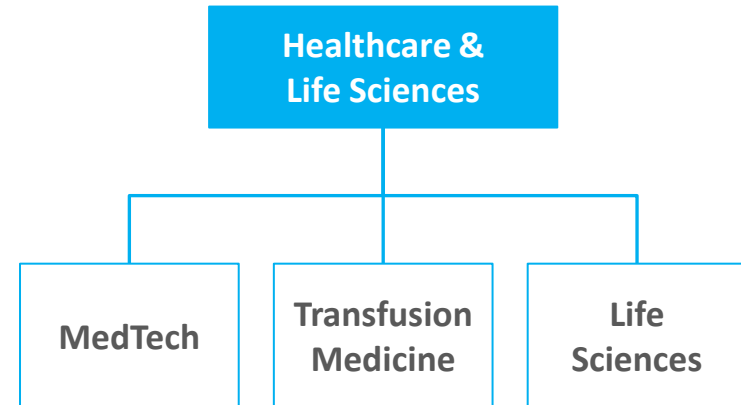 Healthcare &
Life Sciences
MedTech
Transfusion
Medicine
Life
Sciences